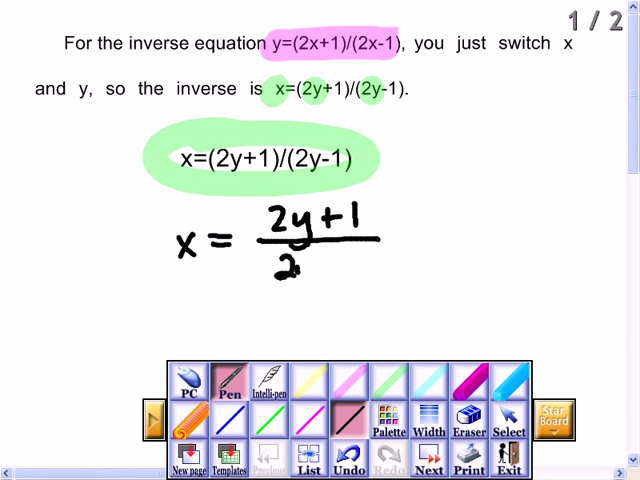 1 / 2
For the inverse equation y=(2x+1)/(2x-1), you just switch x
and y, so the inverse is x=(2y+1)/(2y-1).
x=(2y+1)/(2y-1)
2y+1
x =
2
PC Pen Intelli-pen
Palette Width Eraser Select
Star Board
New page Templates Previous List Undo Redo Next Print Exit